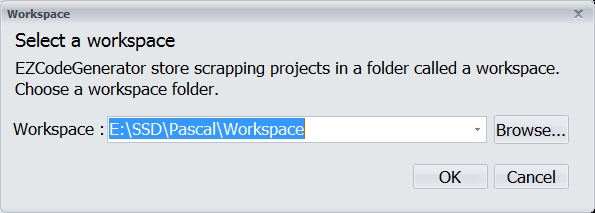 Workspace
Select a workspace
EZCodeGenerator store scrapping projects in a folder called a workspace.
Choose a workspace folder.
Workspace : E:\SSD\Pascal\Workspace Browse...
OK Cancel